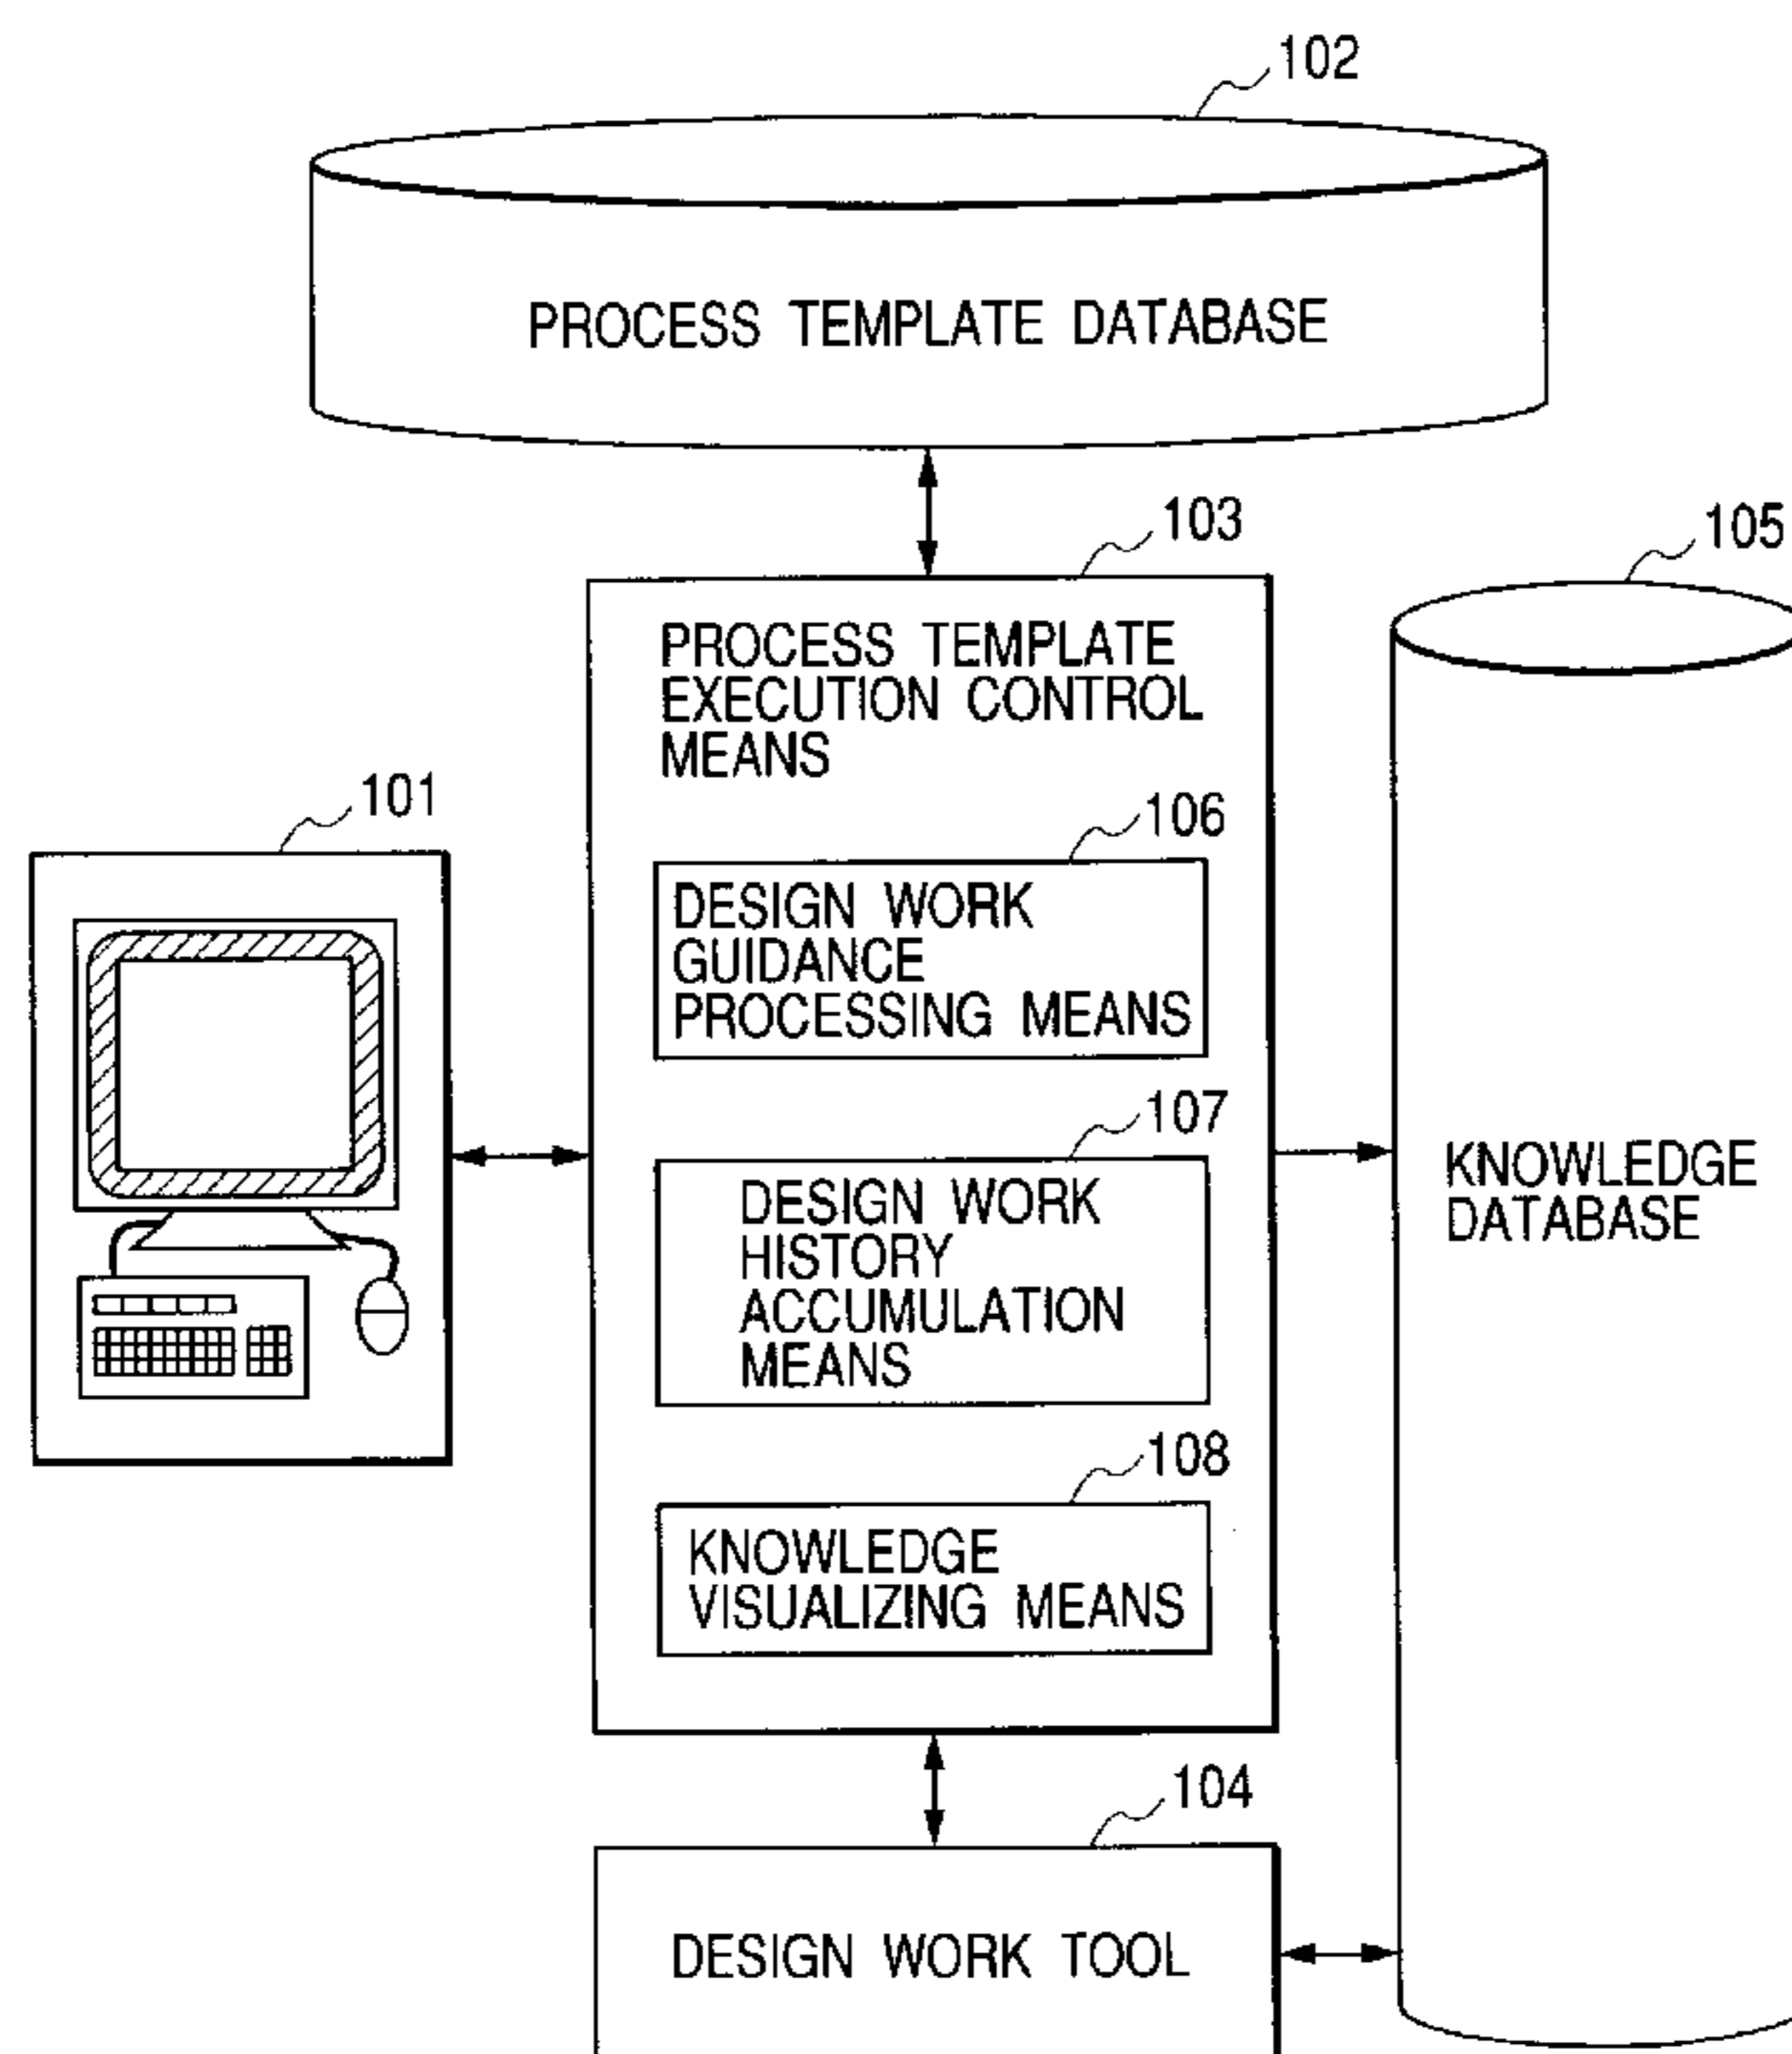 102
PROCESS TEMPLATE DATABASE
103
105
PROCESS TEMPLATE
EXECUTION CONTROL
MEANS
101
106
DESIGN WORK
GUIDANCE
PROCESSING MEANS
107
KNOWLEDGE
DATABASE
DESIGN WORK
HISTORY
ACCUMULATION
MEANS
108
KNOWLEDGE
VISUALIZING MEANS
104
DESIGN WORK TOOL